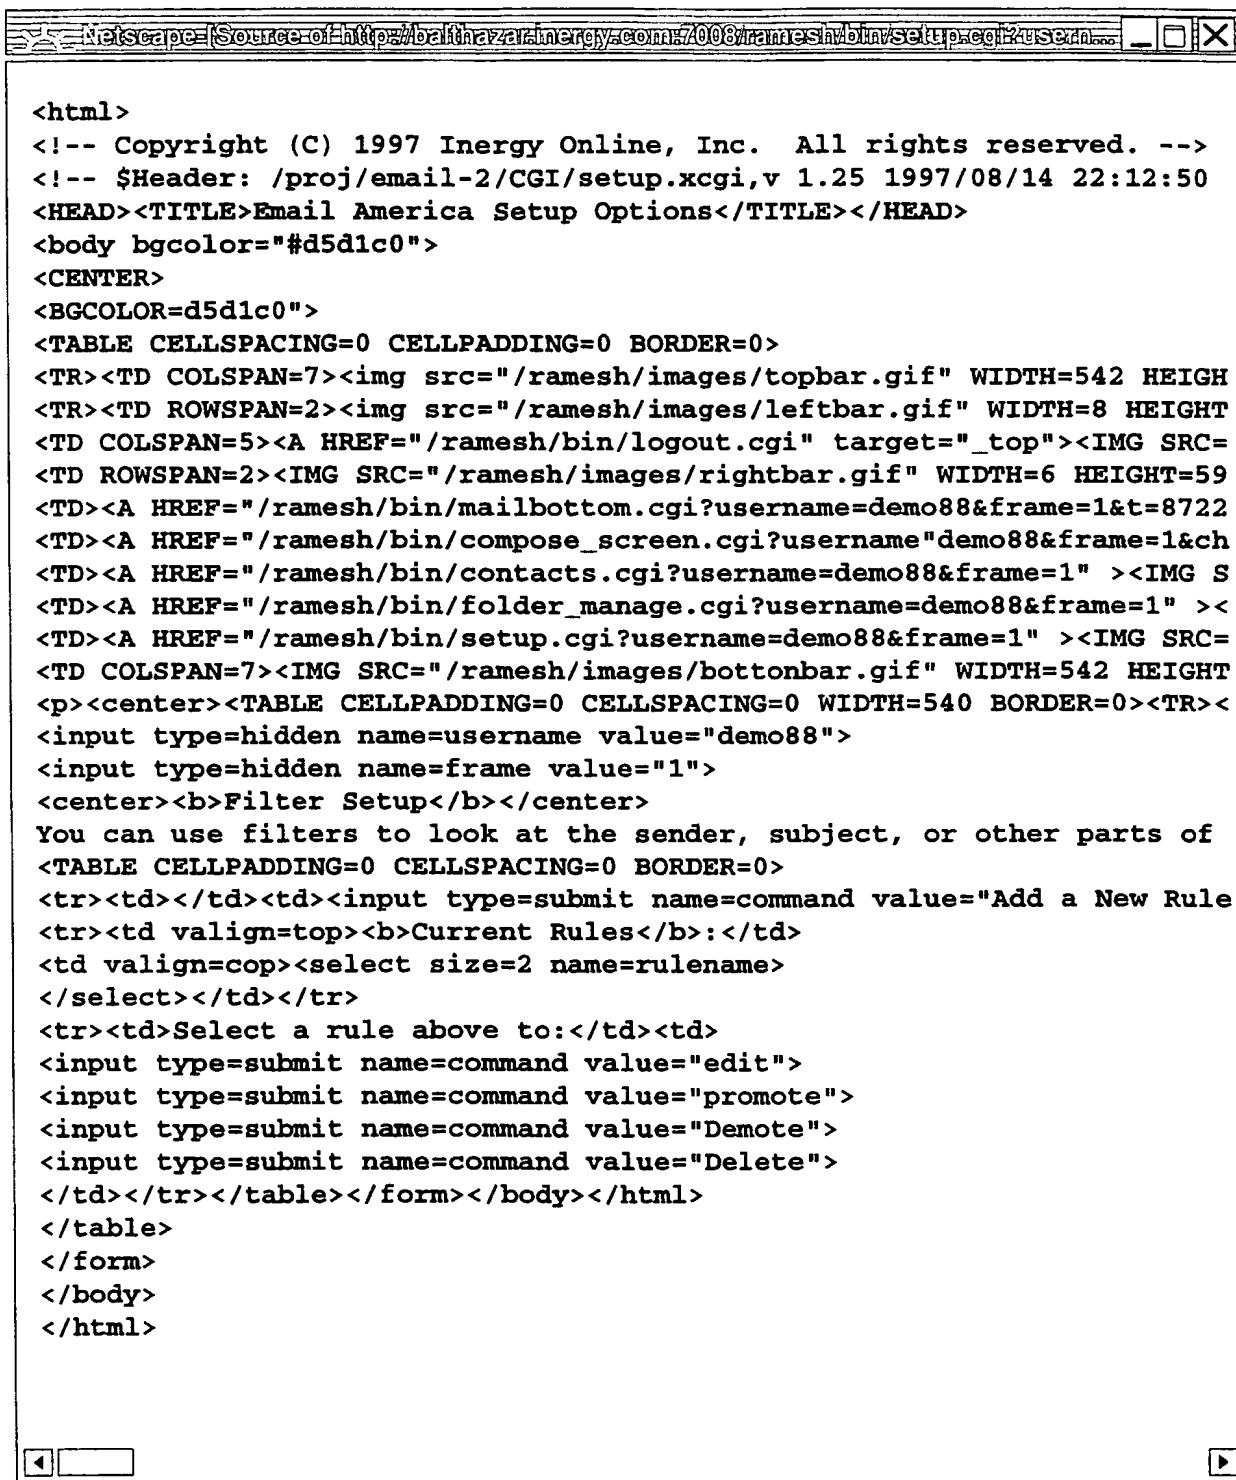 Netscape-[Source of http://balthazar.inergy.com:7008/ramesh/bin/setup.cgi?usern...
<html>
<!-- Copyright (C) 1997 Inergy Online, Inc.  All rights reserved. -->
<!-- $Header: /proj/email-2/CGI/setup.xcgi,v 1.25 1997/08/14 22:12:50
<HEAD><TITLE>Email America Setup Options</TITLE></HEAD>
<body bgcolor="#d5d1c0">
<CENTER>
<BGCOLOR=d5d1c0">
<TABLE CELLSPACING=0 CELLPADDING=0 BORDER=0>
<TR><TD COLSPAN=7><img src="/ramesh/images/topbar.gif" WIDTH=542 HEIGH
<TR><TD ROWSPAN=2><img src="/ramesh/images/leftbar.gif" WIDTH=8 HEIGHT
<TD COLSPAN=5><A HREF="/ramesh/bin/logout.cgi" target="_top"><IMG SRC=
<TD ROWSPAN=2><IMG SRC="/ramesh/images/rightbar.gif" WIDTH=6 HEIGHT=59
<TD><A HREF="/ramesh/bin/mailbottom.cgi?username=demo88&frame=1&t=8722
<TD><A HREF="/ramesh/bin/compose_screen.cgi?username"demo88&frame=1&ch
<TD><A HREF="/ramesh/bin/contacts.cgi?username=demo88&frame=1" ><IMG S
<TD><A HREF="/ramesh/bin/folder_manage.cgi?username=demo88&frame=1" ><
<TD><A HREF="/ramesh/bin/setup.cgi?username=demo88&frame=1" ><IMG SRC=
<TD COLSPAN=7><IMG SRC="/ramesh/images/bottonbar.gif" WIDTH=542 HEIGHT
<p><center><TABLE CELLPADDING=0 CELLSPACING=0 WIDTH=540 BORDER=0><TR><
<input type=hidden name=username value="demo88">
<input type=hidden name=frame value="1">
<center><b>Filter Setup</b></center>
You can use filters to look at the sender, subject, or other parts of
<TABLE CELLPADDING=0 CELLSPACING=0 BORDER=0>
<tr><td></td><td><input type=submit name=command value="Add a New Rule
<tr><td valign=top><b>Current Rules</b>:</td>
<td valign=cop><select size=2 name=rulename>
</select></td></tr>
<tr><td>Select a rule above to:</td><td>
<input type=submit name=command value="edit">
<input type=submit name=command value="promote">
<input type=submit name=command value="Demote">
<input type=submit name=command value="Delete">
</td></tr></table></form></body></html>
</table>
</form>
</body>
</html>